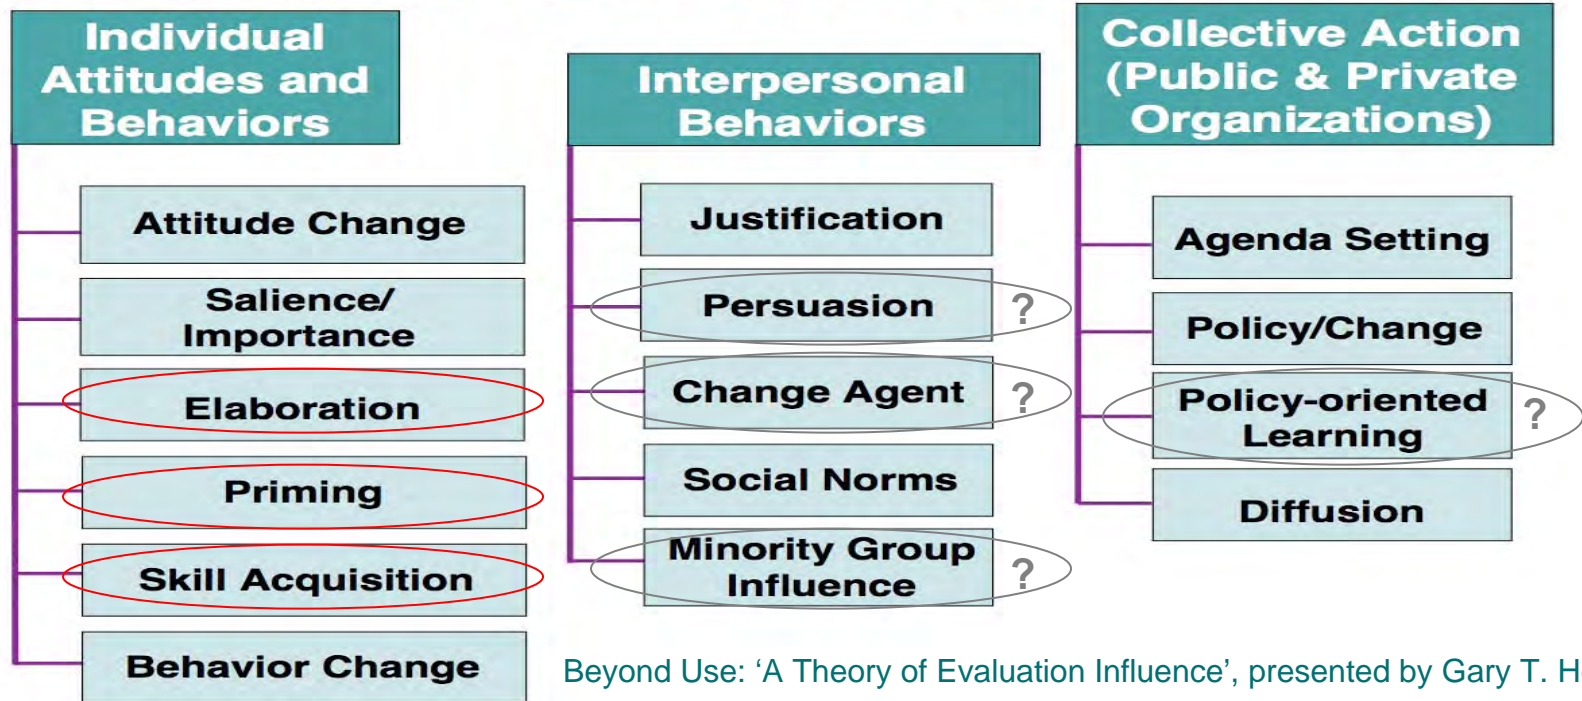 Individual
Attitudes and
Behaviors
Attitude Change
Salience/
Importance
Elaboration
Priming
Skill Acquisition
Behavior Change
Interpersonal
Behaviors
Justification
Persuasion
?
Change Agent
?
Social Norms
Minority Group
Influence
?
Collective Action
(Public & Private
Organizations)
Agenda Setting
Policy/Change
Policy-oriented
Learning
?
Diffusion
Beyond Use: ‘A Theory of Evaluation Influence’, presented by Gary T. H